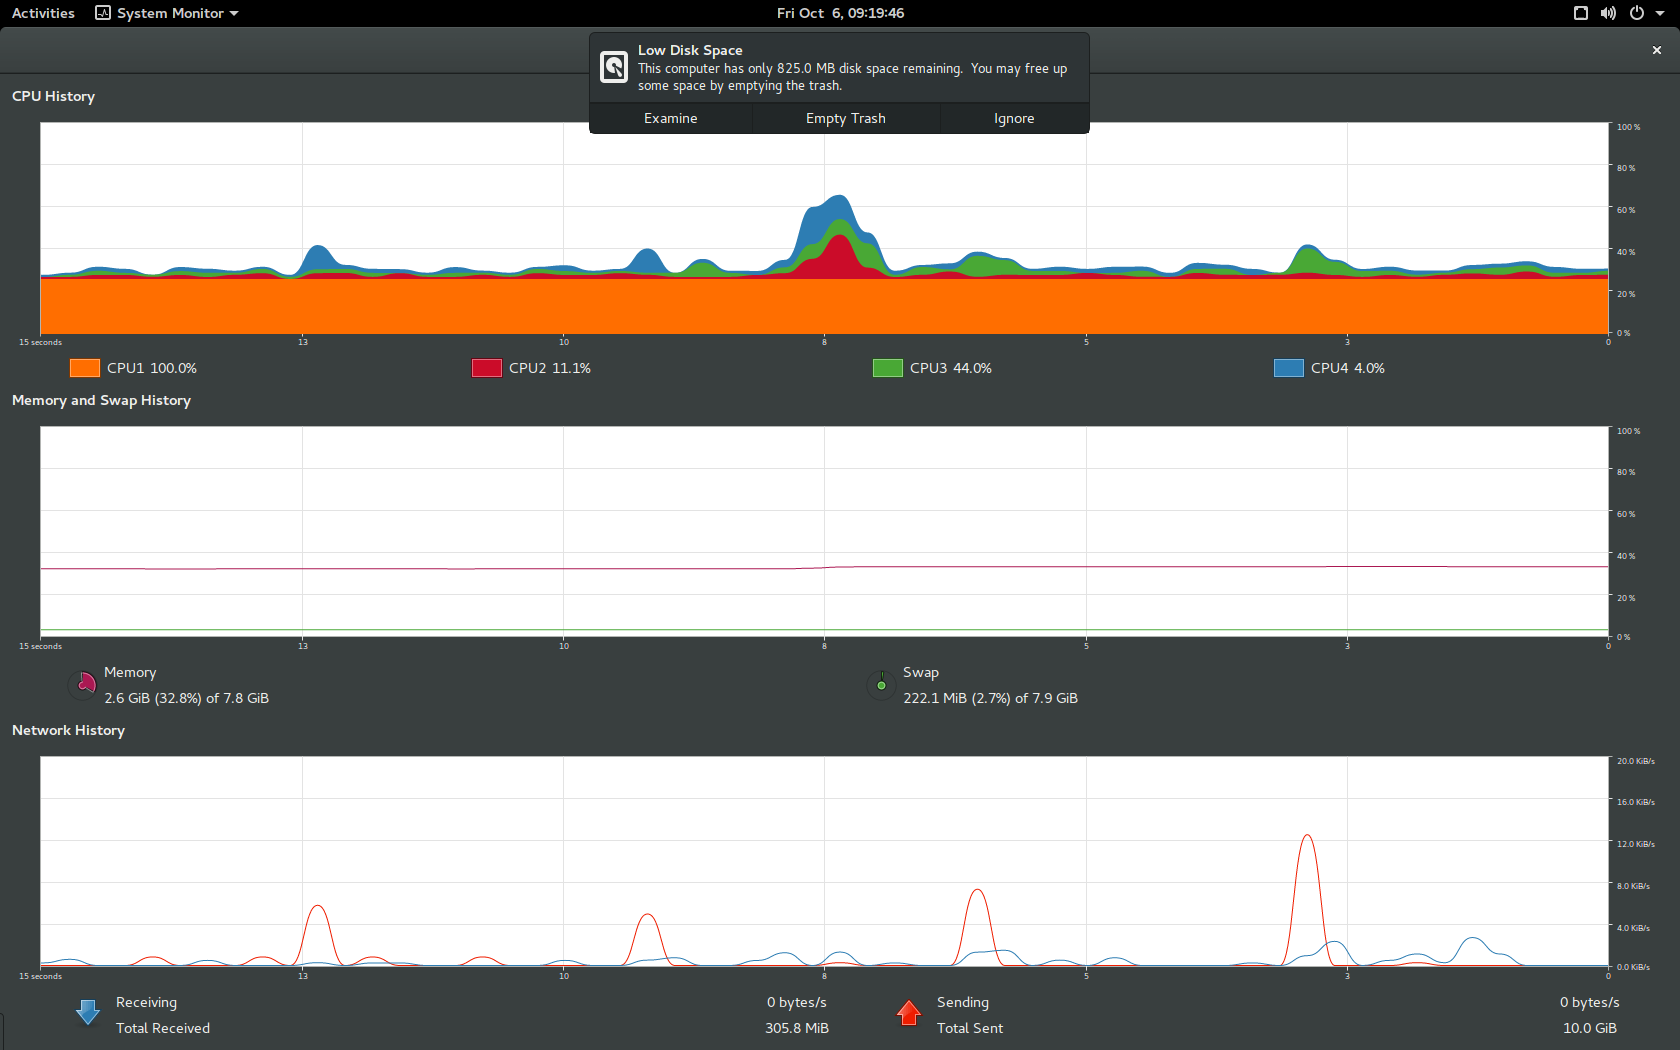 Activities System Monitor Fri Oct 6, 09:19:46
Low Disk Space
This computer has only 825.0 MB disk space remaining. You may free up
some space by emptying the trash.
Examine Empty Trash Ignore
CPU History
100 %
80 %
60 %
40 %
20 %
0 %
15 seconds 13 10 8 5 3 0
CPU1 100.0% CPU2 11.1% CPU3 44.0% CPU4 4.0%
Memory and Swap History
100 %
80 %
60 %
40 %
20 %
0 %
15 seconds 13 10 8 5 3 0
Memory
2.6 GiB (32.8%) of 7.8 GiB
Swap
222.1 MiB (2.7%) of 7.9 GiB
Network History
20.0 KiB/s
16.0 KiB/s
12.0 KiB/s
8.0 KiB/s
4.0 KiB/s
0.0 KiB/s
15 seconds 13 10 8 5 3 0
Receiving 0 bytes/s
Total Received 305.8 MiB
Sending 0 bytes/s
Total Sent 10.0 GiB